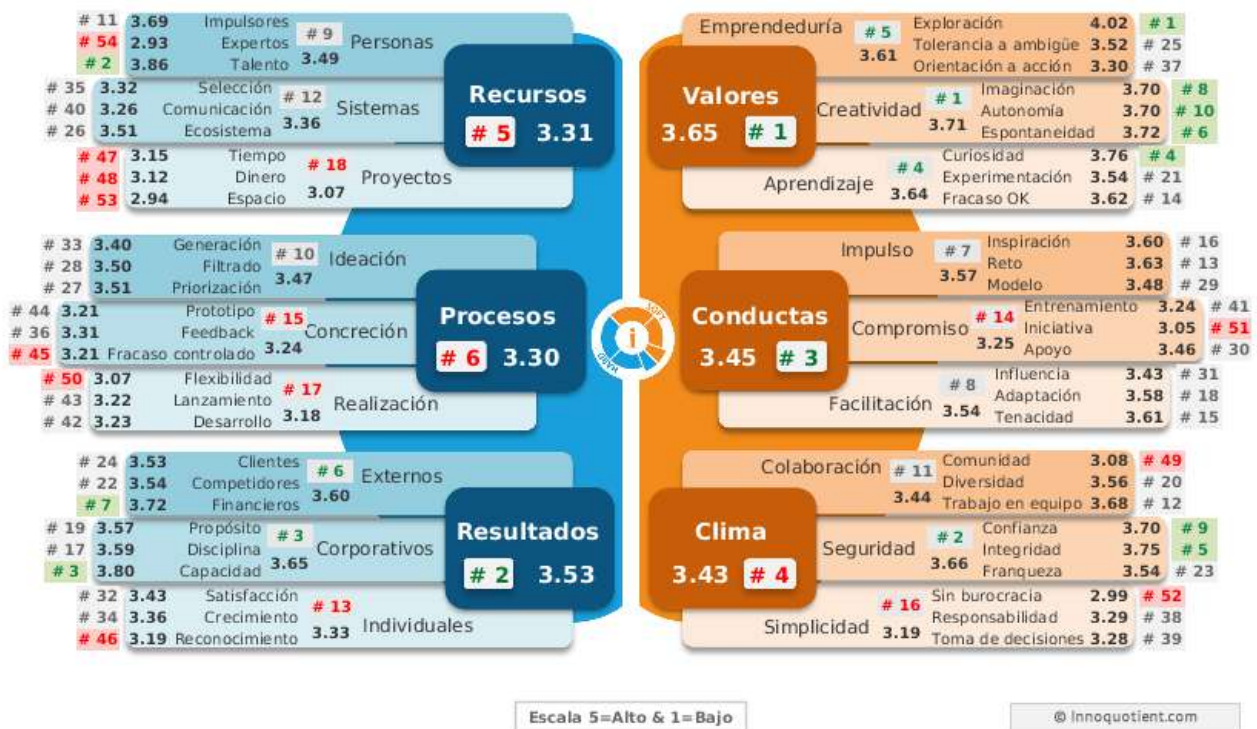 # 11 3.69 Impulsores
# 54 2.93 Expertos
# 2 3.86 Talento
# 9
3.49
Personas
# 35 3.32 Selección
# 40 3.26 Comunicación
# 26 3.51 Ecosistema
# 12
3.36
Sistemas
# 47 3.15 Tiempo
# 48 3.12 Dinero
# 53 2.94 Espacio
# 18
3.07
Proyectos
Recursos
# 5 3.31
# 33 3.40 Generación
# 28 3.50 Filtrado
# 27 3.51 Priorización
# 10
3.47
Ideación
# 44 3.21 Prototipo
# 36 3.31 Feedback
# 45 3.21 Fracaso controlado
# 15
3.24
Concreción
# 50 3.07 Flexibilidad
# 43 3.22 Lanzamiento
# 42 3.23 Desarrollo
# 17
3.18
Realización
Procesos
# 6 3.30
# 24 3.53 Clientes
# 22 3.54 Competidores
# 7 3.72 Financieros
# 6
3.60
Externos
# 19 3.57 Propósito
# 17 3.59 Disciplina
# 3 3.80 Capacidad
# 3
3.65
Corporativos
# 32 3.43 Satisfacción
# 34 3.36 Crecimiento
# 46 3.19 Reconocimiento
# 13
3.33
Individuales
Resultados
# 2 3.53
SOFT
i
HARD
Valores
3.65 # 1
Emprendeduría
# 5
3.61
Exploración 4.02 # 1
Tolerancia a ambigüe 3.52 # 25
Orientación a acción 3.30 # 37
Creatividad
# 1
3.71
Imaginación 3.70 # 8
Autonomía 3.70 # 10
Espontaneidad 3.72 # 6
Aprendizaje
# 4
3.64
Curiosidad 3.76 # 4
Experimentación 3.54 # 21
Fracaso OK 3.62 # 14
Conductas
3.45 # 3
Impulso
# 7
3.57
Inspiración 3.60 # 16
Reto 3.63 # 13
Modelo 3.48 # 29
Compromiso
# 14
3.25
Entrenamiento 3.24 # 41
Iniciativa 3.05 # 51
Apoyo 3.46 # 30
Facilitación
# 8
3.54
Influencia 3.43 # 31
Adaptación 3.58 # 18
Tenacidad 3.61 # 15
Clima
3.43 # 4
Colaboración
# 11
3.44
Comunidad 3.08 # 49
Diversidad 3.56 # 20
Trabajo en equipo 3.68 # 12
Seguridad
# 2
3.66
Confianza 3.70 # 9
Integridad 3.75 # 5
Franqueza 3.54 # 23
Simplicidad
# 16
3.19
Sin burocracia 2.99 # 52
Responsabilidad 3.29 # 38
Toma de decisiones 3.28 # 39
Escala 5=Alto & 1=Bajo
© Innoquotient.com